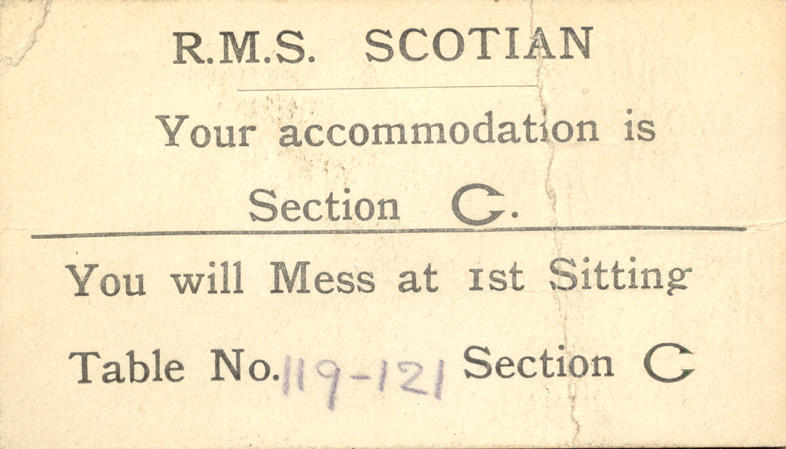 R.M.S. SCOTIAN
Your accommodation is
Section C.
You will Mess at 1st Sitting
Table No. 119-121 Section C